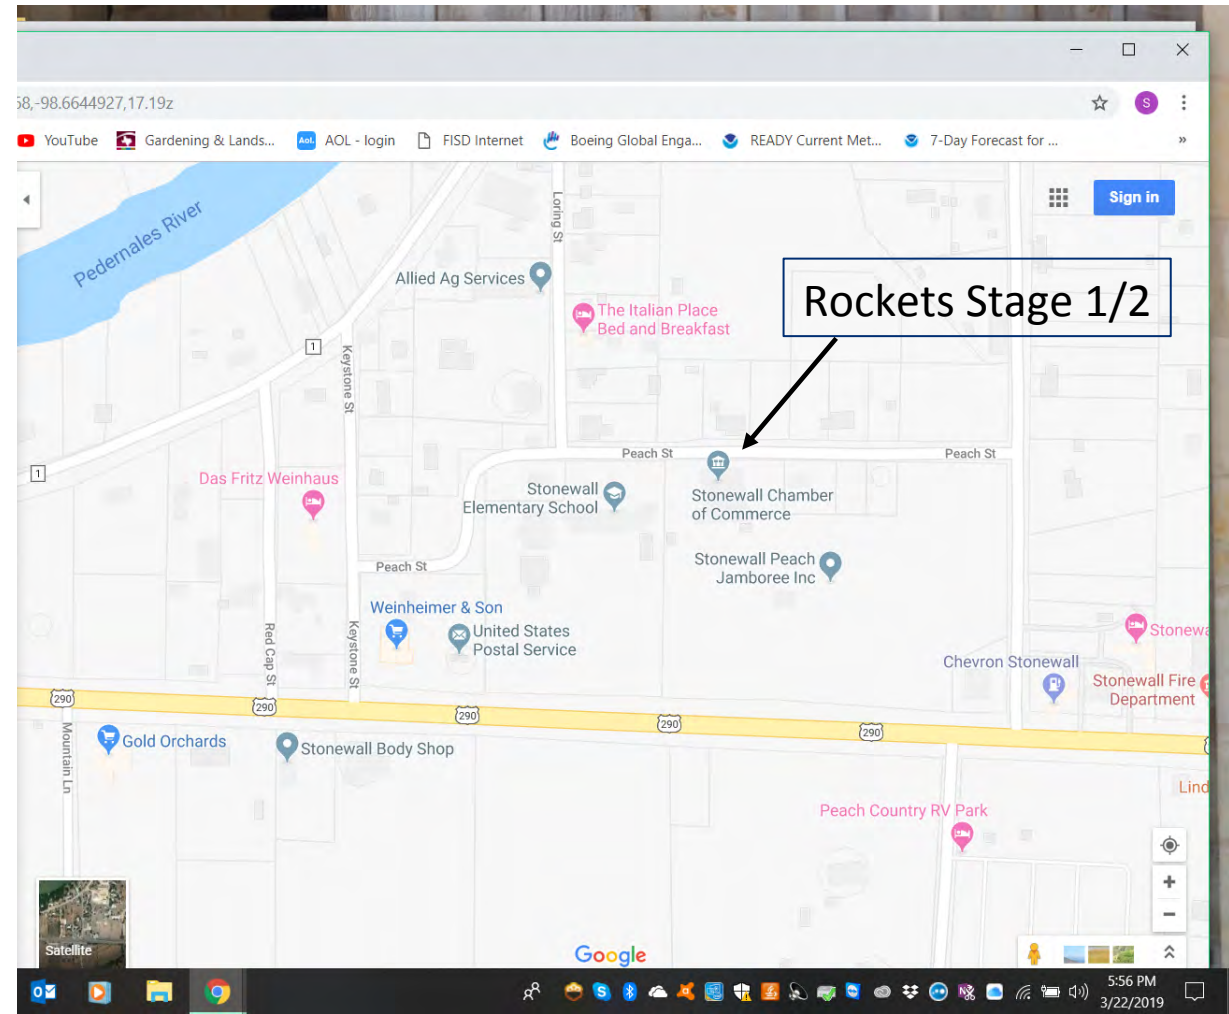 58,-98.6644927,17.19z
S
YouTube
Gardening & Lands...
Aol.
AOL - login
FISD Internet
Boeing Global Enga...
READY Current Met...
7-Day Forecast for ...
»
Sign in
Pedernales River
Loring St
Allied Ag Services
The Italian Place
Bed and Breakfast
Rockets Stage 1/2
1
Keystone St
1
Peach St
Peach St
Das Fritz Weinhaus
Stonewall
Elementary School
Stonewall Chamber
of Commerce
Stonewall Peach
Jamboree Inc
Peach St
Weinheimer & Son
United States
Postal Service
Red Cap St
Keystone St
Stonewa
Chevron Stonewall
Stonewall Fire
Department
290
290
290
290
290
Mountain Ln
Gold Orchards
Stonewall Body Shop
Lind
Peach Country RV Park
Satellite
Google
5:56 PM
3/22/2019